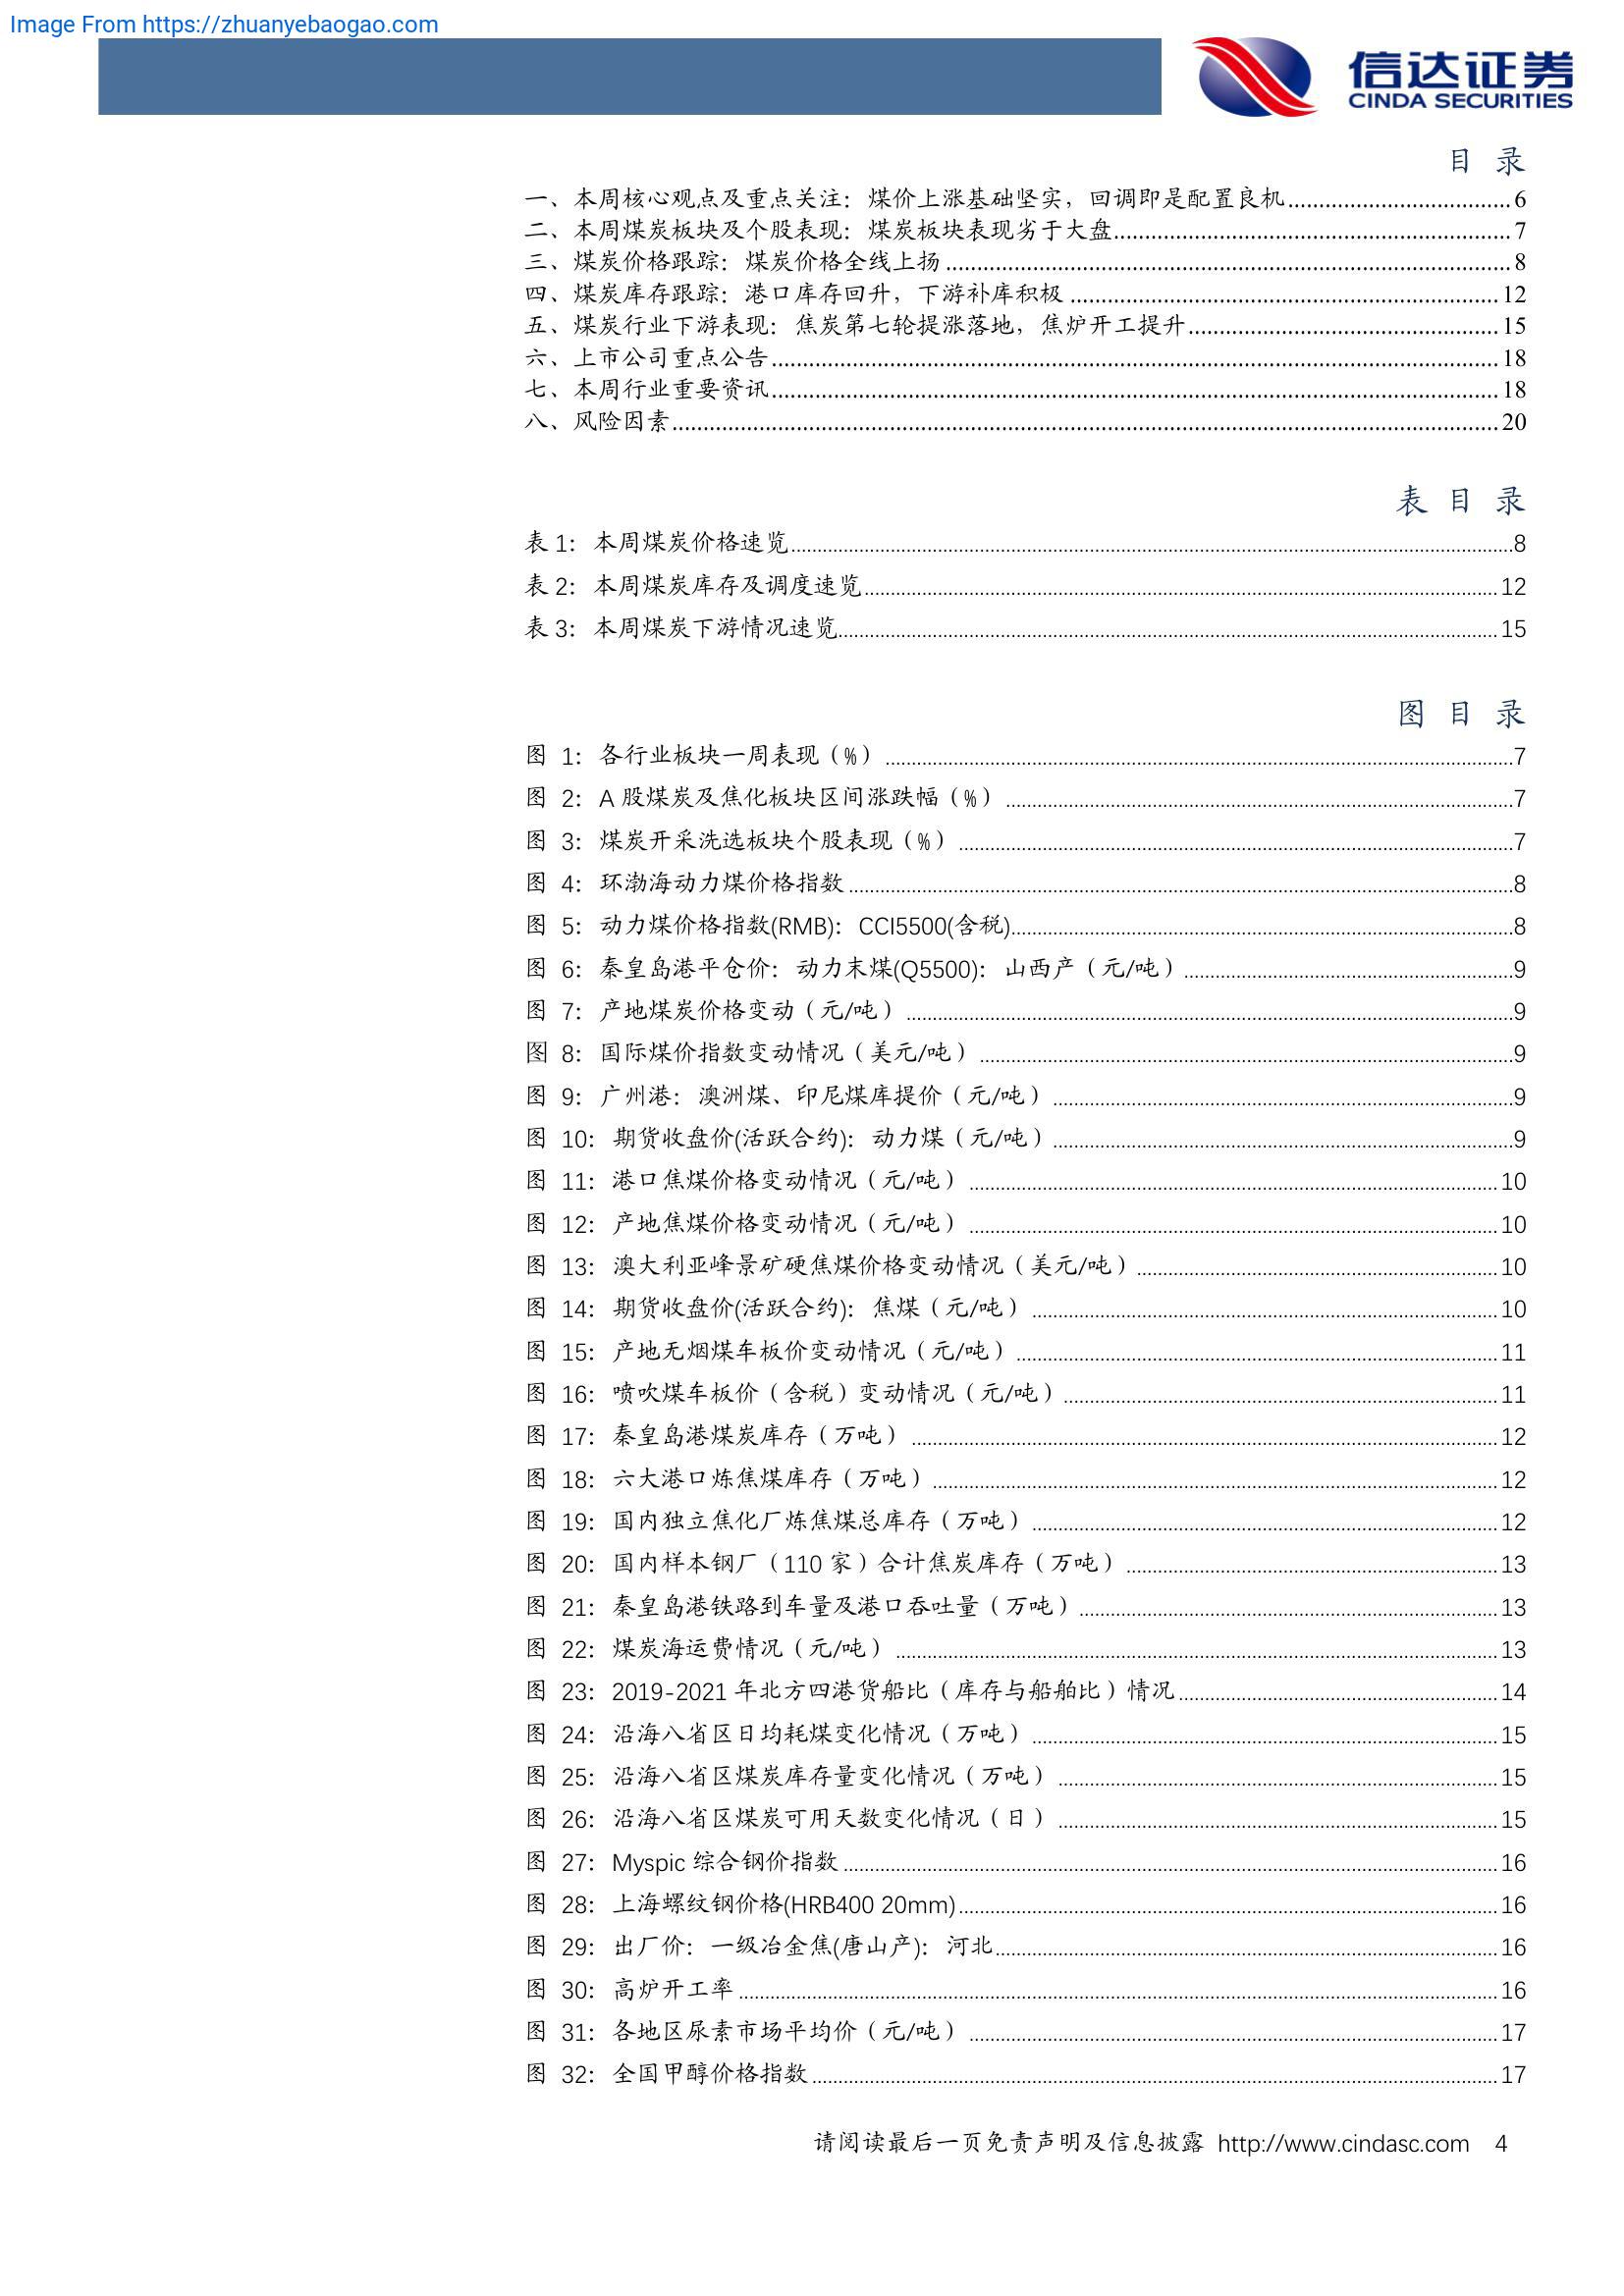 Image From https://zhuanyebaogao.com
信达证券
CINDA SECURITIES
目 录
一、本周核心观点及重点关注：煤价上涨基础坚实，回调即是配置良机....................................6
二、本周煤炭板块及个股表现：煤炭板块表现劣于大盘....................................7
三、煤炭价格跟踪：煤炭价格全线上扬....................................8
四、煤炭库存跟踪：港口库存回升，下游补库积极....................................12
五、煤炭行业下游表现：焦炭第七轮提涨落地，焦炉开工提升....................................15
六、上市公司重点公告....................................18
七、本周行业重要资讯....................................18
八、风险因素....................................20
表 目 录
表 1：本周煤炭价格速览....................................8
表 2：本周煤炭库存及调度速览....................................12
表 3：本周煤炭下游情况速览....................................15
图 目 录
图 1：各行业板块一周表现（%）....................................7
图 2：A 股煤炭及焦化板块区间涨跌幅（%）....................................7
图 3：煤炭开采洗选板块个股表现（%）....................................7
图 4：环渤海动力煤价格指数....................................8
图 5：动力煤价格指数(RMB)：CCI5500(含税)....................................8
图 6：秦皇岛港平仓价：动力末煤(Q5500)：山西产（元/吨）....................................9
图 7：产地煤炭价格变动（元/吨）....................................9
图 8：国际煤价指数变动情况（美元/吨）....................................9
图 9：广州港：澳洲煤、印尼煤库提价（元/吨）....................................9
图 10：期货收盘价(活跃合约)：动力煤（元/吨）....................................9
图 11：港口焦煤价格变动情况（元/吨）....................................10
图 12：产地焦煤价格变动情况（元/吨）....................................10
图 13：澳大利亚峰景矿硬焦煤价格变动情况（美元/吨）....................................10
图 14：期货收盘价(活跃合约)：焦煤（元/吨）....................................10
图 15：产地无烟煤车板价变动情况（元/吨）....................................11
图 16：喷吹煤车板价（含税）变动情况（元/吨）....................................11
图 17：秦皇岛港煤炭库存（万吨）....................................12
图 18：六大港口炼焦煤库存（万吨）....................................12
图 19：国内独立焦化厂炼焦煤总库存（万吨）....................................12
图 20：国内样本钢厂（110 家）合计焦炭库存（万吨）....................................13
图 21：秦皇岛港铁路到车量及港口吞吐量（万吨）....................................13
图 22：煤炭海运费情况（元/吨）....................................13
图 23：2019-2021 年北方四港货船比（库存与船舶比）情况....................................14
图 24：沿海八省区日均耗煤变化情况（万吨）....................................15
图 25：沿海八省区煤炭库存量变化情况（万吨）....................................15
图 26：沿海八省区煤炭可用天数变化情况（日）....................................15
图 27：Myspic 综合钢价指数....................................16
图 28：上海螺纹钢价格(HRB400 20mm)....................................16
图 29：出厂价：一级冶金焦(唐山产)：河北....................................16
图 30：高炉开工率....................................16
图 31：各地区尿素市场平均价（元/吨）....................................17
图 32：全国甲醇价格指数....................................17
请阅读最后一页免责声明及信息披露 http://www.cindasc.com 4